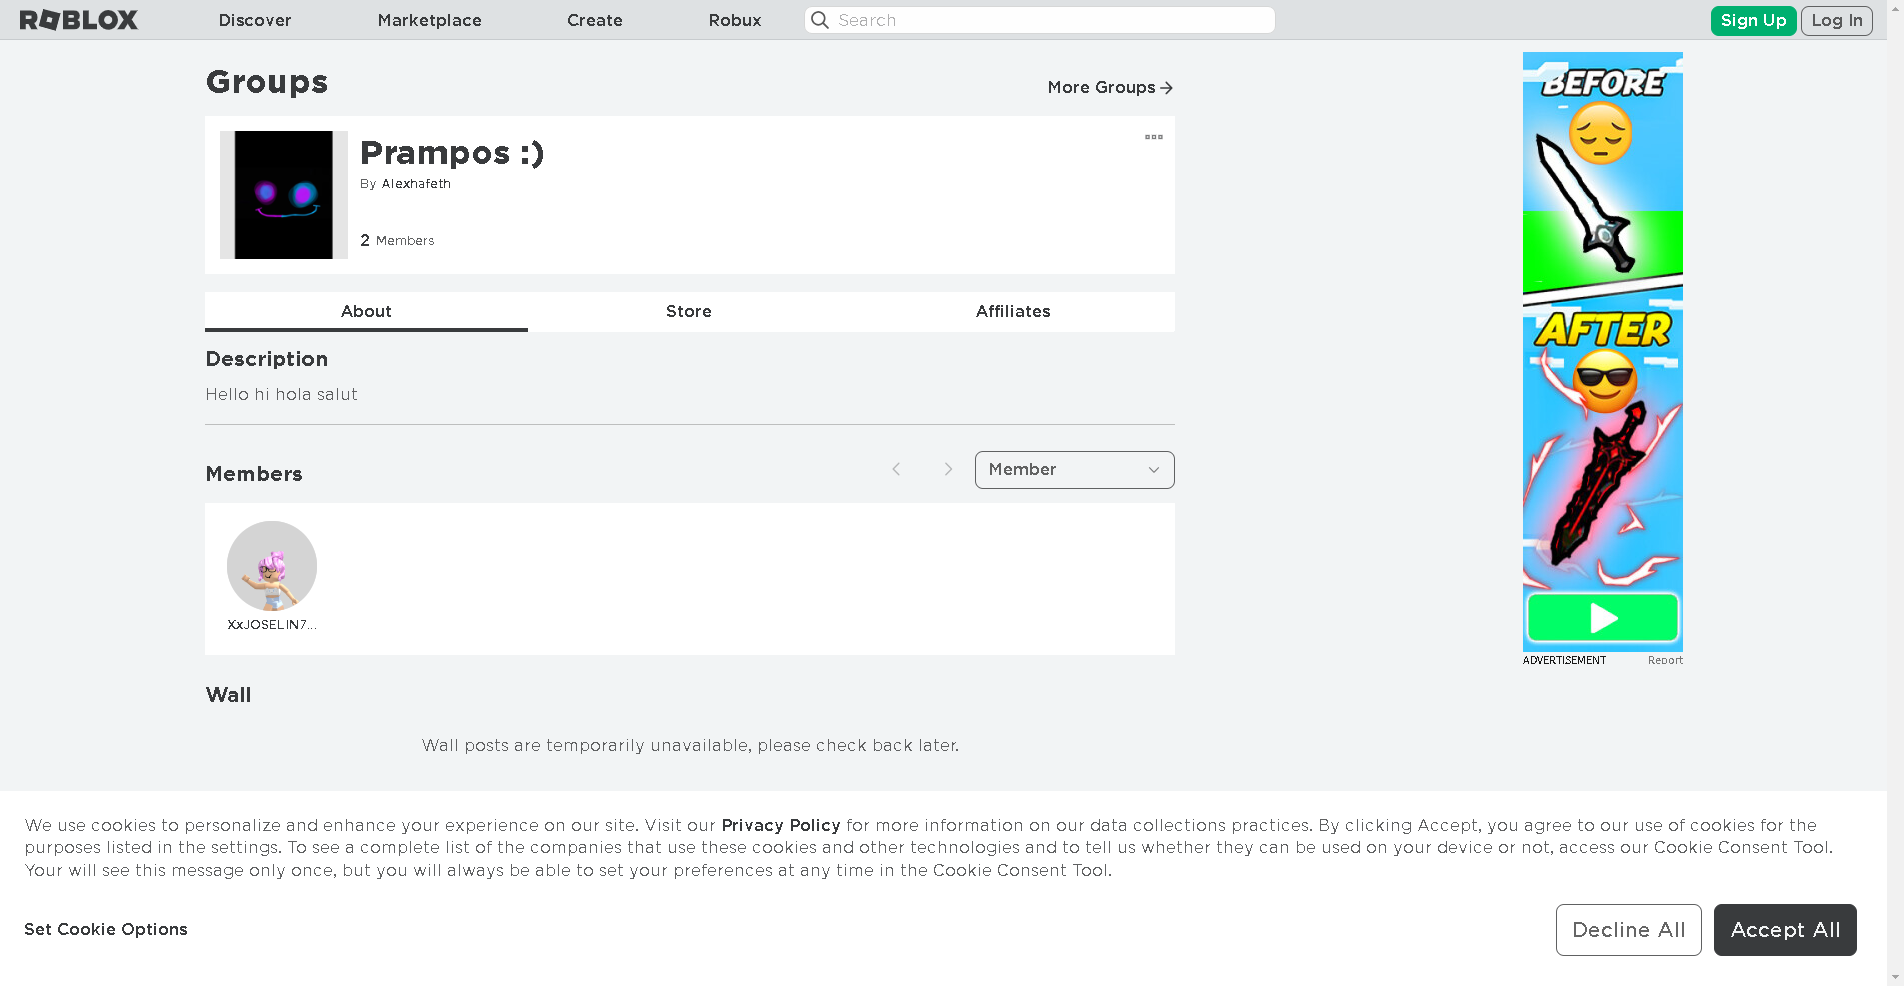 ROBLOX Discover Marketplace Create Robux Search Sign Up Log In
Groups
More Groups
Prampos :)
By Alexhafeth
2 Members
About Store Affiliates
Description
Hello hi hola salut
Members
Member
XxJOSELIN7...
Wall
Wall posts are temporarily unavailable, please check back later.
BEFORE
AFTER
ADVERTISEMENT Report
We use cookies to personalize and enhance your experience on our site. Visit our Privacy Policy for more information on our data collections practices. By clicking Accept, you agree to our use of cookies for the
purposes listed in the settings. To see a complete list of the companies that use these cookies and other technologies and to tell us whether they can be used on your device or not, access our Cookie Consent Tool.
Your will see this message only once, but you will always be able to set your preferences at any time in the Cookie Consent Tool.
Set Cookie Options
Decline All
Accept All